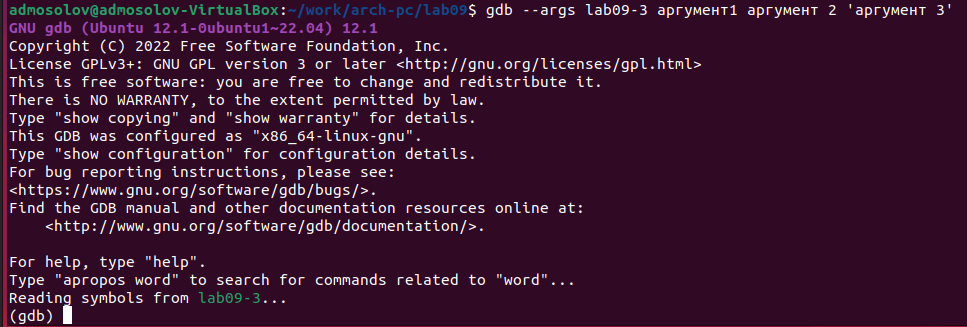 admosolov@admosolov-VirtualBox:~/work/arch-pc/lab09$ gdb --args lab09-3 аргумент1 аргумент 2 'аргумент 3'
GNU gdb (Ubuntu 12.1-0ubuntu1~22.04) 12.1
Copyright (C) 2022 Free Software Foundation, Inc.
License GPLv3+: GNU GPL version 3 or later <http://gnu.org/licenses/gpl.html>
This is free software: you are free to change and redistribute it.
There is NO WARRANTY, to the extent permitted by law.
Type "show copying" and "show warranty" for details.
This GDB was configured as "x86_64-linux-gnu".
Type "show configuration" for configuration details.
For bug reporting instructions, please see:
<https://www.gnu.org/software/gdb/bugs/>.
Find the GDB manual and other documentation resources online at:
    <http://www.gnu.org/software/gdb/documentation/>.

For help, type "help".
Type "apropos word" to search for commands related to "word"...
Reading symbols from lab09-3...
(gdb)